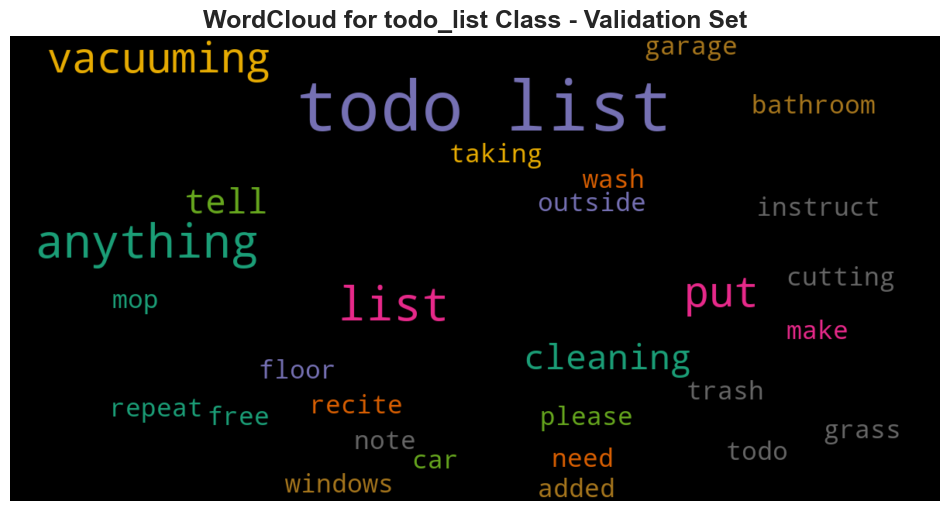 WordCloud for todo_list Class - Validation Set
vacuuming
garage
todo list
bathroom
taking
wash
outside
tell
instruct
anything
cutting
mop
list
put
make
cleaning
floor
trash
recite
repeat
free
please
grass
note
todo
car
need
windows
added